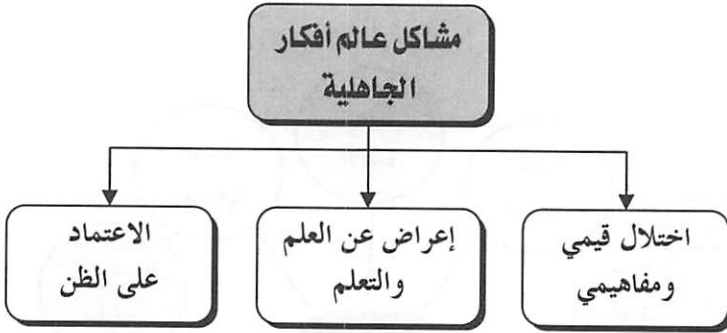 مشاكل عالم أفكار
الجاهلية
اختلال قيمي
ومفاهيمي
إعراض عن العلم
والتعلم
الاعتماد
على الظن